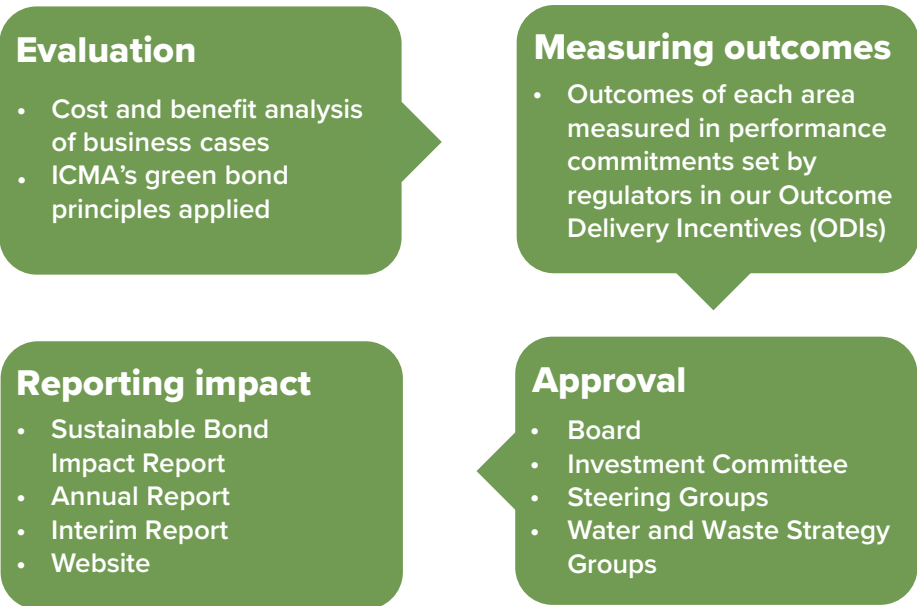 Evaluation
• Cost and benefit analysis
of business cases
• ICMA’s green bond
principles applied
Measuring outcomes
• Outcomes of each area
measured in performance
commitments set by
regulators in our Outcome
Delivery Incentives (ODIs)
Approval
• Board
• Investment Committee
• Steering Groups
• Water and Waste Strategy
Groups
Reporting impact
• Sustainable Bond
Impact Report
• Annual Report
• Interim Report
• Website